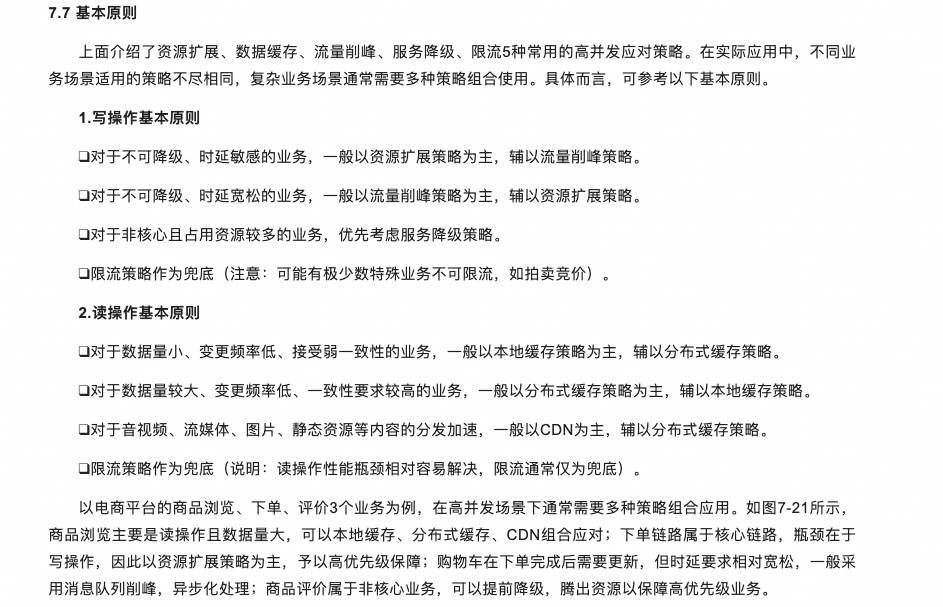 7.7 基本原则
上面介绍了资源扩展、数据缓存、流量削峰、服务降级、限流5种常用的高并发应对策略。在实际应用中，不同业
务场景适用的策略不尽相同，复杂业务场景通常需要多种策略组合使用。具体而言，可参考以下基本原则。
1.写操作基本原则
❑对于不可降级、时延敏感的业务，一般以资源扩展策略为主，辅以流量削峰策略。
❑对于不可降级、时延宽松的业务，一般以流量削峰策略为主，辅以资源扩展策略。
❑对于非核心且占用资源较多的业务，优先考虑服务降级策略。
❑限流策略作为兜底（注意：可能有极少数特殊业务不可限流，如拍卖竞价）。
2.读操作基本原则
❑对于数据量小、变更频率低、接受弱一致性的业务，一般以本地缓存策略为主，辅以分布式缓存策略。
❑对于数据量较大、变更频率低、一致性要求较高的业务，一般以分布式缓存策略为主，辅以本地缓存策略。
❑对于音视频、流媒体、图片、静态资源等内容的分发加速，一般以CDN为主，辅以分布式缓存策略。
❑限流策略作为兜底（说明：读操作性能瓶颈相对容易解决，限流通常仅为兜底）。
以电商平台的商品浏览、下单、评价3个业务为例，在高并发场景下通常需要多种策略组合应用。如图7-21所示，
商品浏览主要是读操作且数据量大，可以本地缓存、分布式缓存、CDN组合应对；下单链路属于核心链路，瓶颈在于
写操作，因此以资源扩展策略为主，予以高优先级保障；购物车在下单完成后需要更新，但时延要求相对宽松，一般采
用消息队列削峰，异步化处理；商品评价属于非核心业务，可以提前降级，腾出资源以保障高优先级业务。